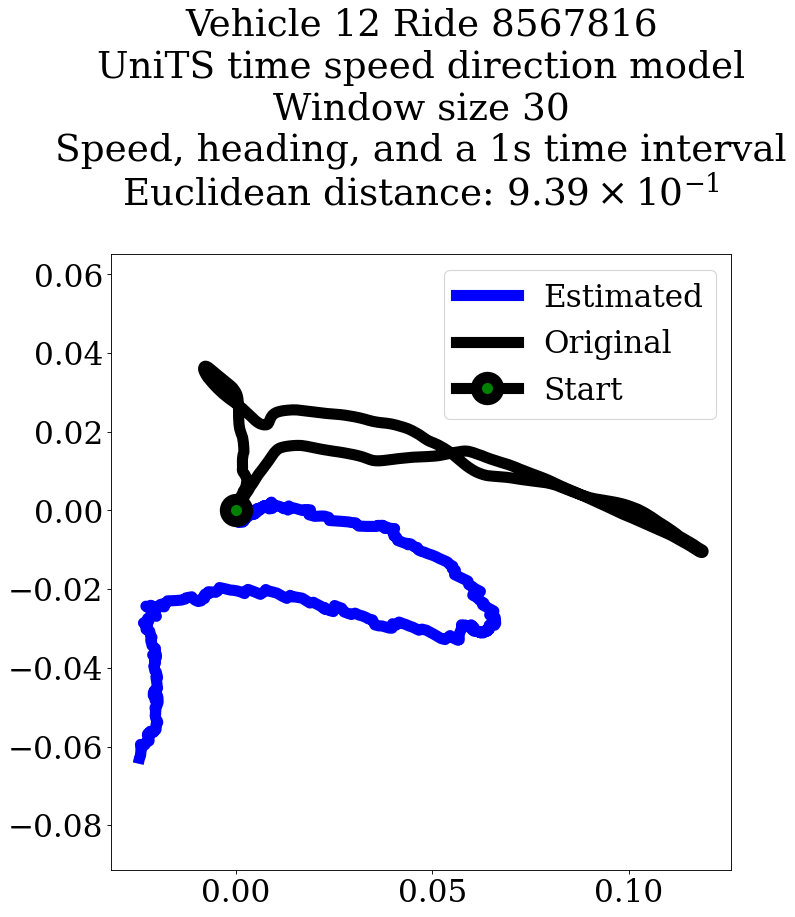 Vehicle 12 Ride 8567816
UniTS time speed direction model
Window size 30
Speed, heading, and a 1s time interval
Euclidean distance: 9.39 × 10⁻¹
Estimated
Original
Start
0.06
0.04
0.02
0.00
−0.02
−0.04
−0.06
−0.08
0.00 0.05 0.10